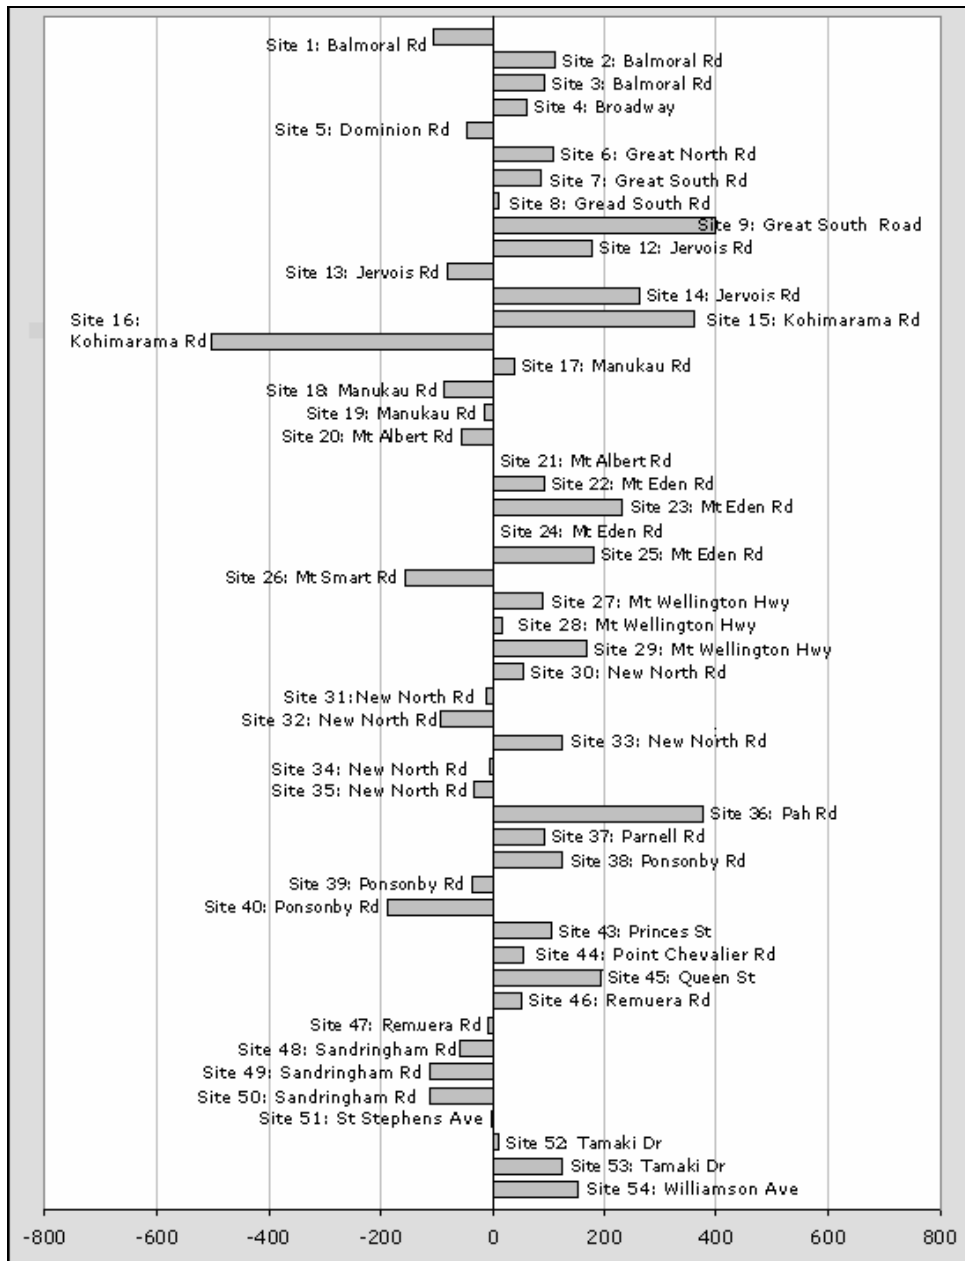 Site 1: Balmoral Rd
Site 2: Balmoral Rd
Site 3: Balmoral Rd
Site 4: Broadway
Site 5: Dominion Rd
Site 6: Great North Rd
Site 7: Great South Rd
Site 8: Gread South Rd
Site 9: Great South Road
Site 12: Jervois Rd
Site 13: Jervois Rd
Site 14: Jervois Rd
Site 15: Kohimarama Rd
Site 16:
Kohimarama Rd
Site 17: Manukau Rd
Site 18: Manukau Rd
Site 19: Manukau Rd
Site 20: Mt Albert Rd
Site 21: Mt Albert Rd
Site 22: Mt Eden Rd
Site 23: Mt Eden Rd
Site 24: Mt Eden Rd
Site 25: Mt Eden Rd
Site 26: Mt Smart Rd
Site 27: Mt Wellington Hwy
Site 28: Mt Wellington Hwy
Site 29: Mt Wellington Hwy
Site 30: New North Rd
Site 31:New North Rd
Site 32: New North Rd
Site 33: New North Rd
Site 34: New North Rd
Site 35: New North Rd
Site 36: Pah Rd
Site 37: Parnell Rd
Site 38: Ponsonby Rd
Site 39: Ponsonby Rd
Site 40: Ponsonby Rd
Site 43: Princes St
Site 44: Point Chevalier Rd
Site 45: Queen St
Site 46: Remuera Rd
Site 47: Remuera Rd
Site 48: Sandringham Rd
Site 49: Sandringham Rd
Site 50: Sandringham Rd
Site 51: St Stephens Ave
Site 52: Tamaki Dr
Site 53: Tamaki Dr
Site 54: Williamson Ave
-800 -600 -400 -200 0 200 400 600 800